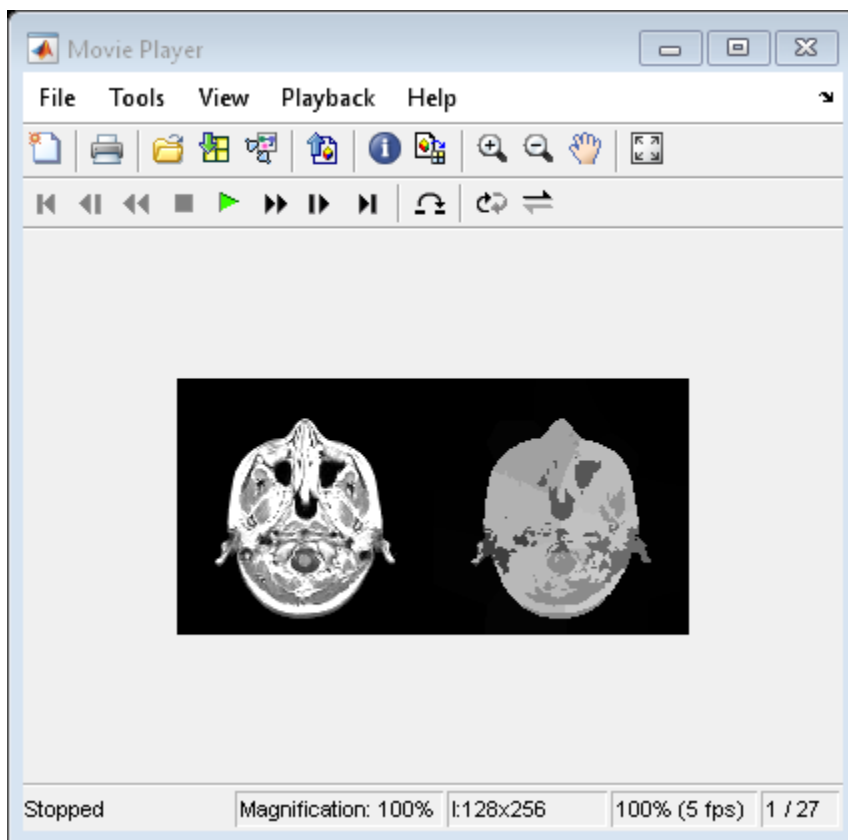 Movie Player
File Tools View Playback Help
Stopped Magnification: 100% I:128x256 100% (5 fps) 1 / 27